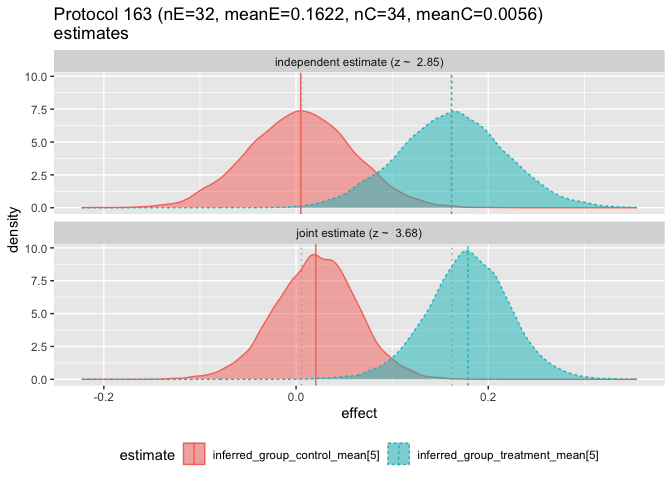 Protocol 163 (nE=32, meanE=0.1622, nC=34, meanC=0.0056)
estimates
independent estimate (z ~  2.85)
10.0
7.5
5.0
2.5
0.0
joint estimate (z ~  3.68)
10.0
7.5
5.0
2.5
0.0
density
-0.2
0.0
0.2
effect
estimate
inferred_group_control_mean[5]
inferred_group_treatment_mean[5]